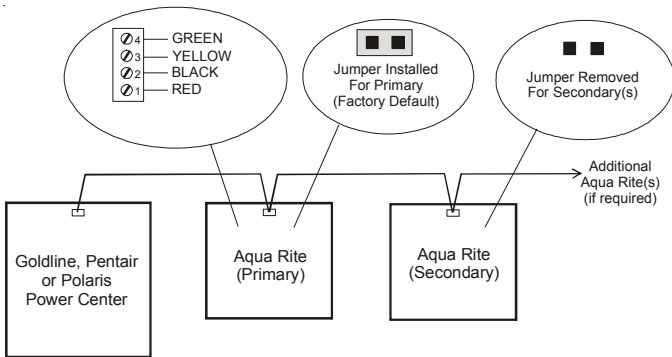 4 GREEN
3 YELLOW
2 BLACK
1 RED
Jumper Installed
For Primary
(Factory Default)
Jumper Removed
For Secondary(s)
Additional
Aqua Rite(s)
(if required)
Goldline, Pentair
or Polaris
Power Center
Aqua Rite
(Primary)
Aqua Rite
(Secondary)